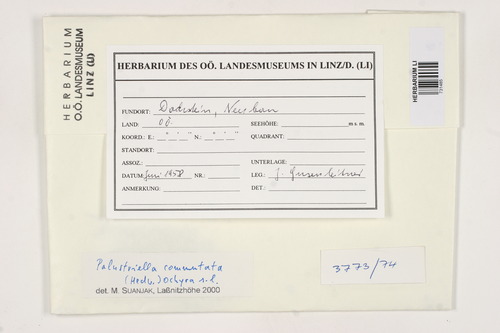 HERBARIUM
O.Ö. LANDESMUSEUM
LINZ (LI)
HERBARIUM DES OÖ. LANDESMUSEUMS IN LINZ/D. (LI)
FUNDORT:
LAND: OÖ SEEHÖHE: m s. m.
KOORD.: E.: ° ' " N.: ° ' " QUADRANT:
STANDORT:
ASSOZ.: UNTERLAGE:
DATUM: Juni 1958 NR.: LEG.:
ANMERKUNG: DET.:
HERBARIUM LI
Palustriella commutata
(Hedw.) Ochyra s.l.
det. M. SUANJAK, Laßnitzhöhe 2000
3773/74